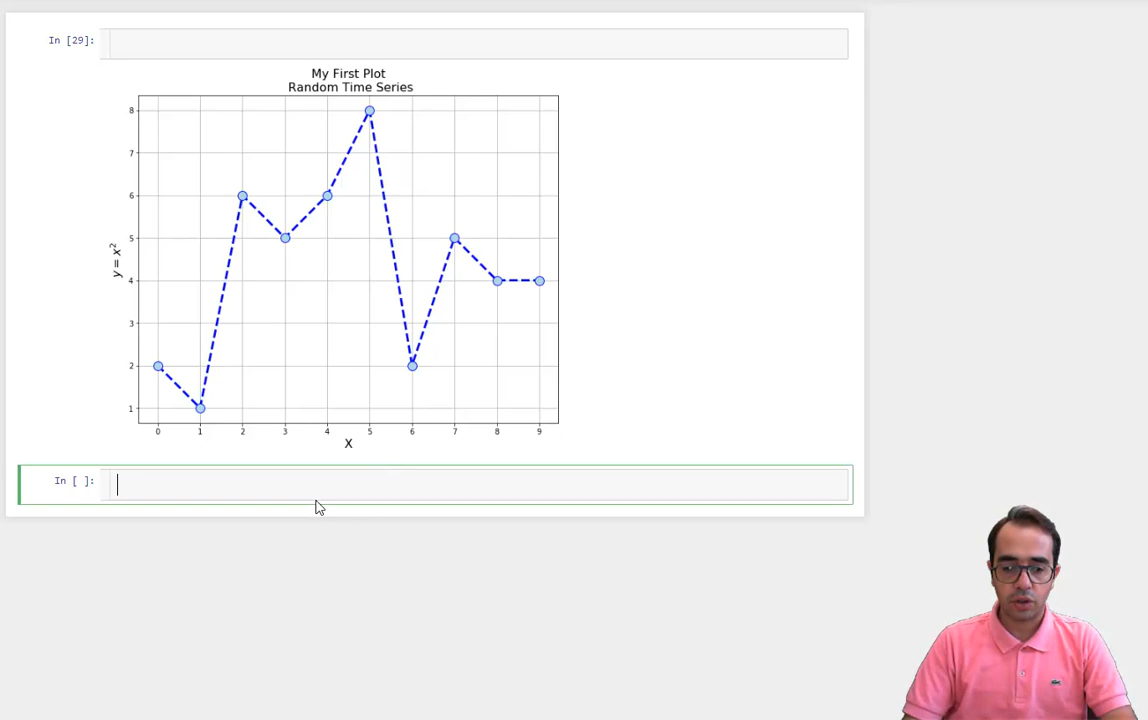 In [29]:
My First Plot
Random Time Series
8
7
6
5
4
3
2
1
y = x²
0 1 2 3 4 5 6 7 8 9
X
In [ ]: